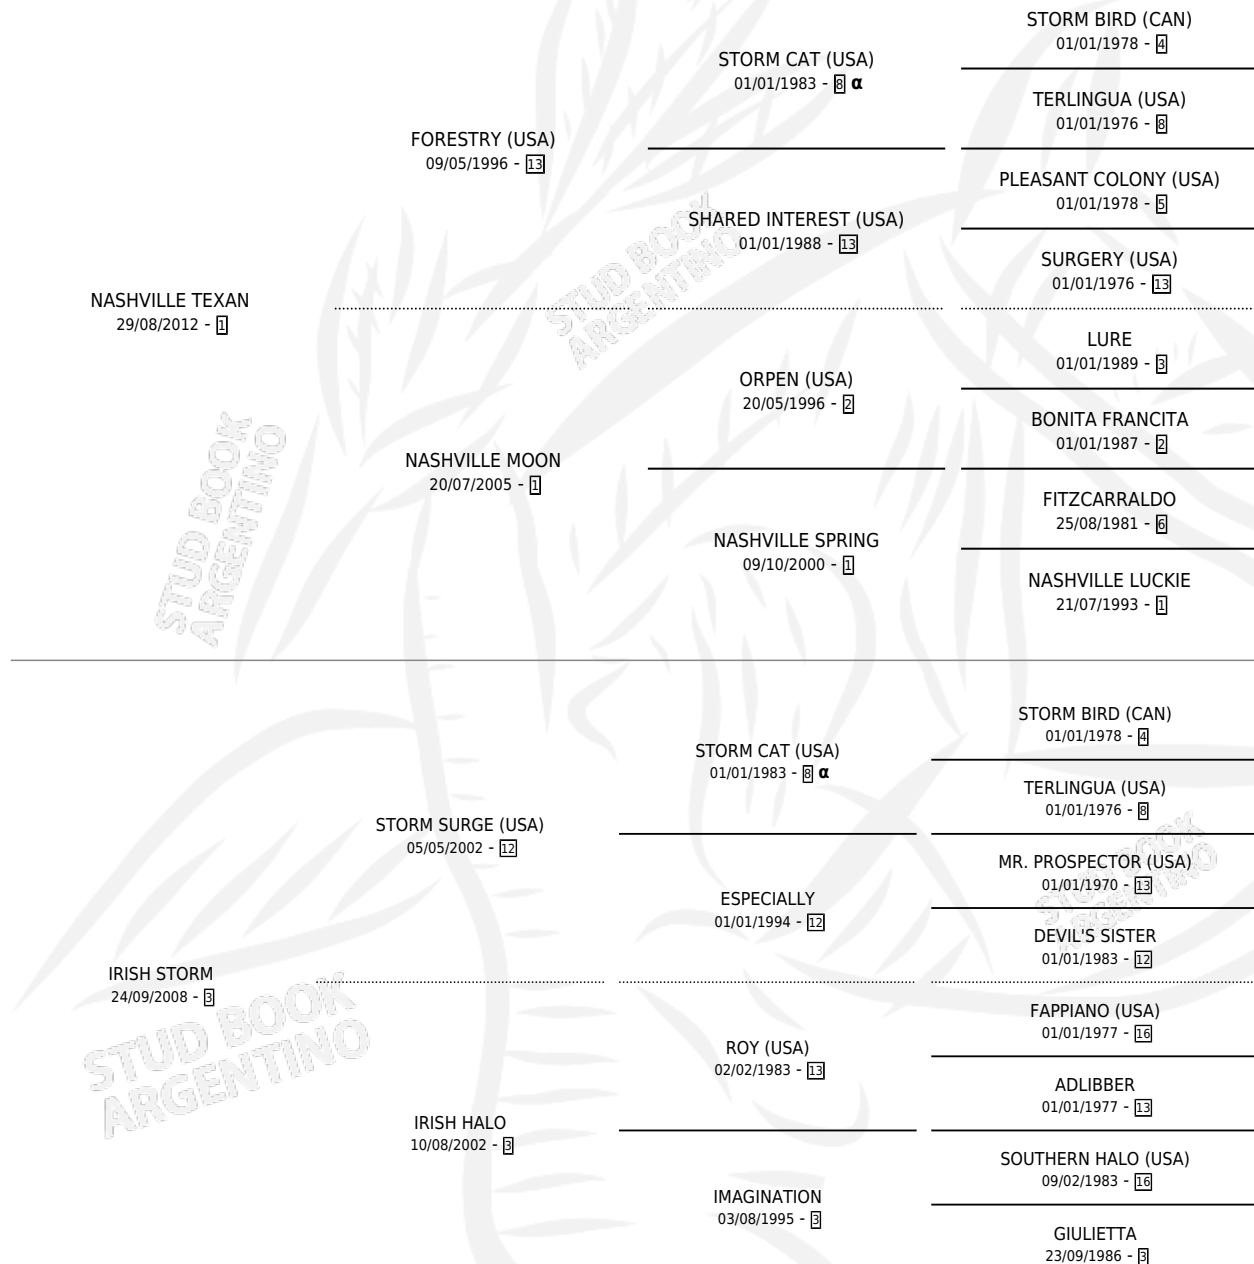 STORM BIRD (CAN)
01/01/1978 - 4
STORM CAT (USA)
01/01/1983 - 8 α
TERLINGUA (USA)
01/01/1976 - 8
FORESTRY (USA)
09/05/1996 - 13
PLEASANT COLONY (USA)
01/01/1978 - 5
SHARED INTEREST (USA)
01/01/1988 - 13
SURGERY (USA)
01/01/1976 - 13
STUD BOOK
ARGENTINO
NASHVILLE TEXAN
29/08/2012 - 1
LURE
01/01/1989 - 3
ORPEN (USA)
20/05/1996 - 2
BONITA FRANCITA
01/01/1987 - 2
NASHVILLE MOON
20/07/2005 - 1
FITZCARRALDO
25/08/1981 - 6
NASHVILLE SPRING
09/10/2000 - 1
NASHVILLE LUCKIE
21/07/1993 - 1
STUD BOOK
ARGENTINO
STORM BIRD (CAN)
01/01/1978 - 4
STORM CAT (USA)
01/01/1983 - 8 α
TERLINGUA (USA)
01/01/1976 - 8
STORM SURGE (USA)
05/05/2002 - 12
MR. PROSPECTOR (USA)
01/01/1970 - 13
STUD BOOK
ARGENTINO
ESPECIALLY
01/01/1994 - 12
DEVIL'S SISTER
01/01/1983 - 12
IRISH STORM
24/09/2008 - 3
STUD BOOK
ARGENTINO
FAPPIANO (USA)
01/01/1977 - 16
ROY (USA)
02/02/1983 - 13
ADLIBBER
01/01/1977 - 13
IRISH HALO
10/08/2002 - 3
SOUTHERN HALO (USA)
09/02/1983 - 16
IMAGINATION
03/08/1995 - 3
GIULIETTA
23/09/1986 - 3